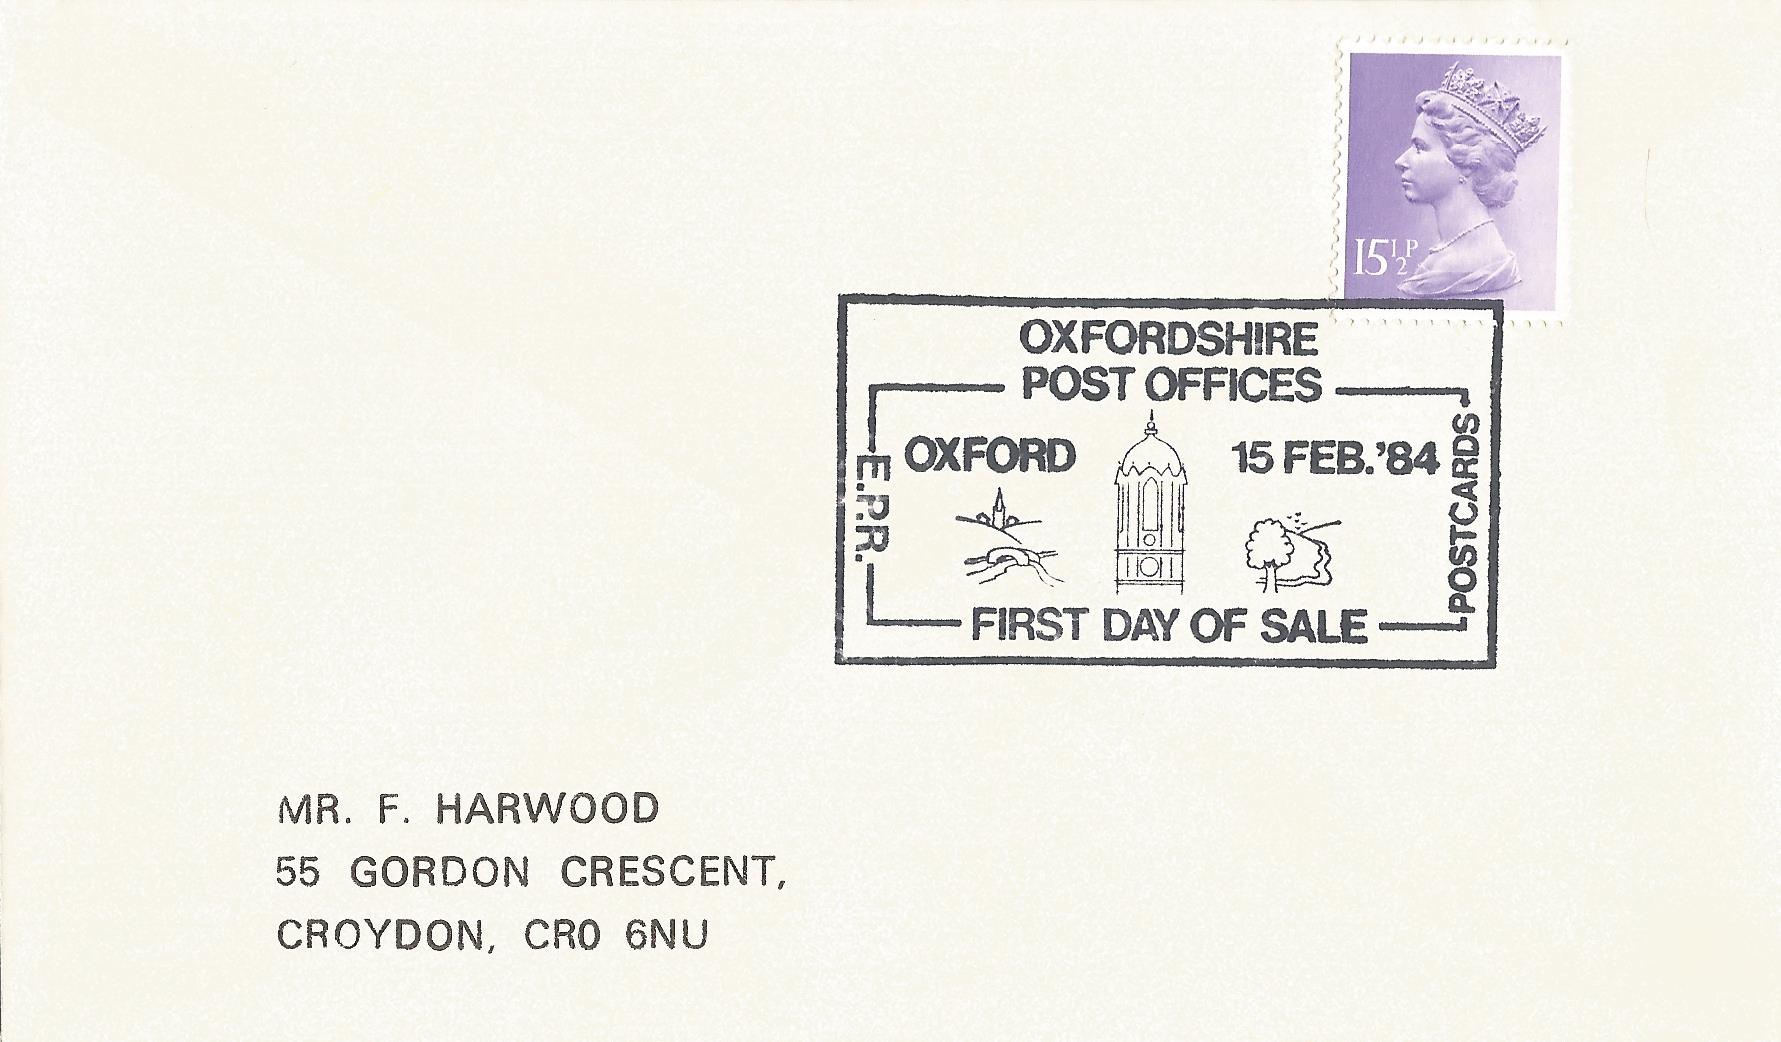 15½P
OXFORDSHIRE
POST OFFICES
OXFORD 15 FEB.'84
E.P.R.
POSTCARDS
FIRST DAY OF SALE
MR. F. HARWOOD
55 GORDON CRESCENT,
CROYDON, CR0 6NU